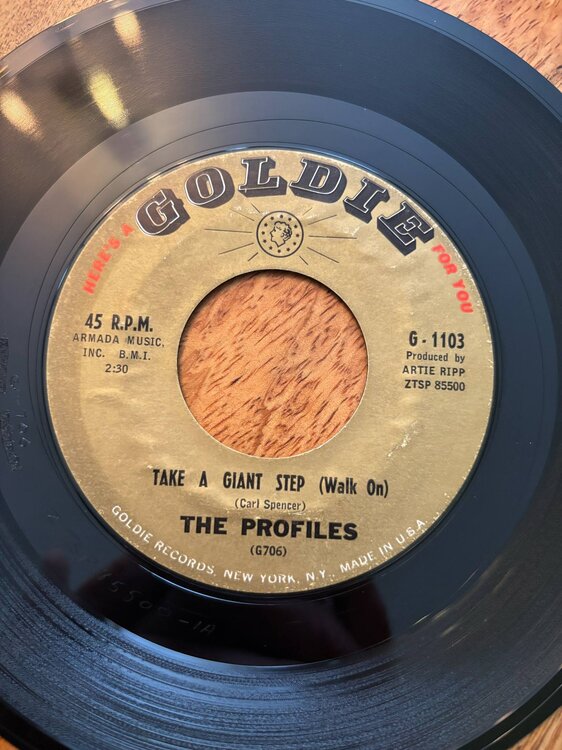 HERE'S A GOLDIE FOR YOU
45 R.P.M.
ARMADA MUSIC,
INC. B.M.I.
2:30
G - 1103
Produced by
ARTIE RIPP
ZTSP 85500
TAKE A GIANT STEP (Walk On)
(Carl Spencer)
THE PROFILES
(G706)
GOLDIE RECORDS, NEW YORK, N.Y. MADE IN U.S.A.